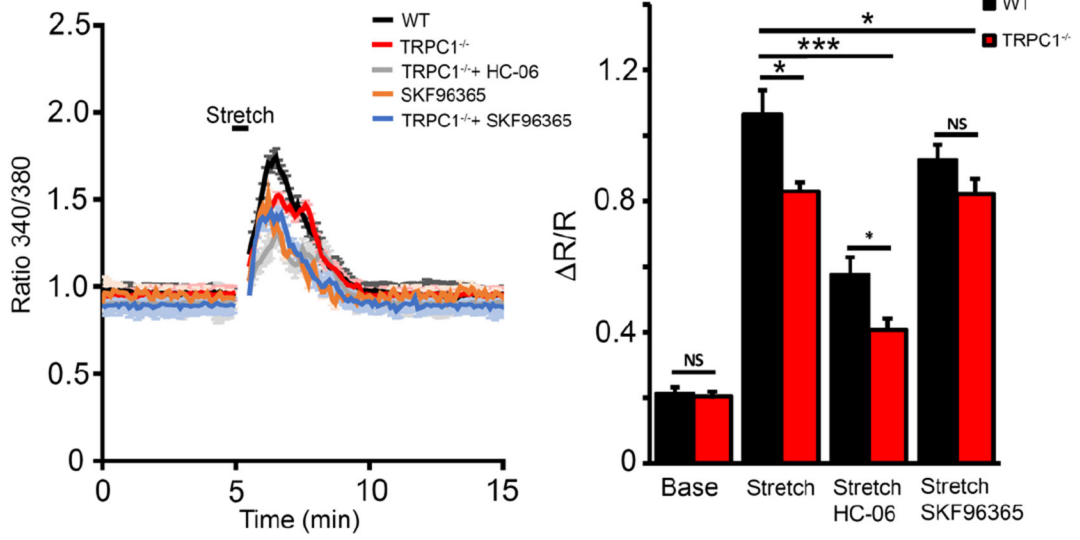 2.5
2.0
1.5
1.0
0.5
0
Ratio 340/380
0
5
10
15
Time (min)
Stretch
WT
TRPC1-/-
TRPC1-/-+ HC-06
SKF96365
TRPC1-/-+ SKF96365
WT
TRPC1-/-
1.2
0.8
0.4
0
ΔR/R
*
***
*
NS
*
NS
Base
Stretch
Stretch
HC-06
Stretch
SKF96365